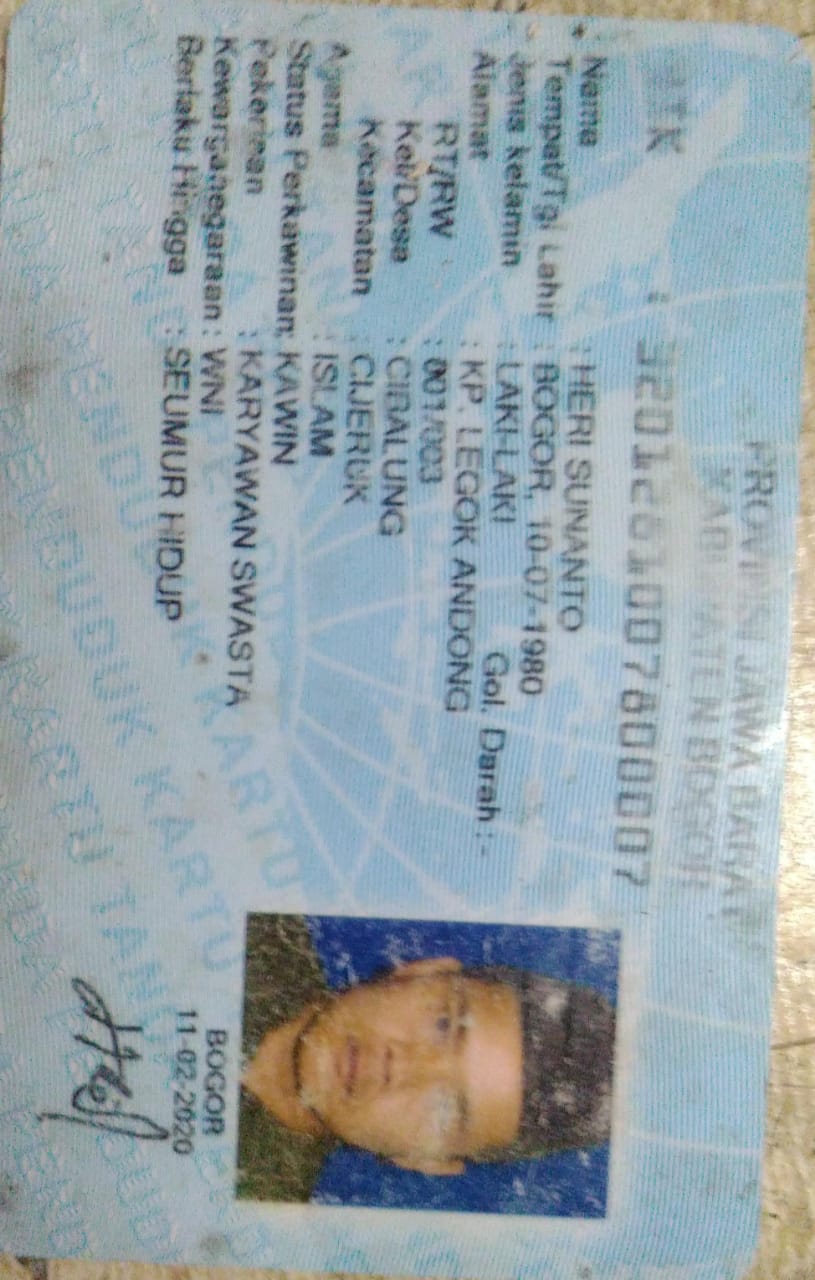 PROVINSI JAWA BARAT
KABUPATEN BOGOR
NIK :
Nama : HERI SUNANTO
Tempat/Tgl Lahir : BOGOR, 10-07-1980
Jenis kelamin : LAKI-LAKI Gol. Darah : -
Alamat : KP. LEGOK ANDONG
RT/RW : 001/003
Kel/Desa : CIBALUNG
Kecamatan : CIJERUK
Agama : ISLAM
Status Perkawinan: KAWIN
Pekerjaan : KARYAWAN SWASTA
Kewarganegaraan : WNI
Berlaku Hingga : SEUMUR HIDUP
BOGOR
11-02-2020